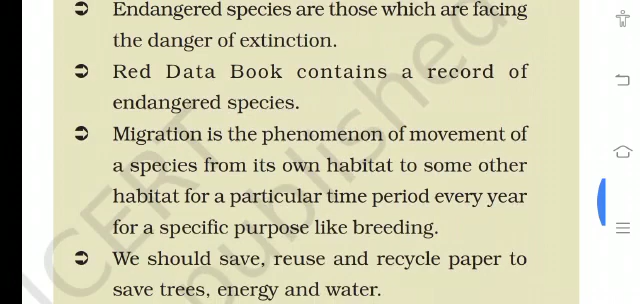 ➲ Endangered species are those which are facing
the danger of extinction.
➲ Red Data Book contains a record of
endangered species.
➲ Migration is the phenomenon of movement of
a species from its own habitat to some other
habitat for a particular time period every year
for a specific purpose like breeding.
➲ We should save, reuse and recycle paper to
save trees, energy and water.
NCERT
published